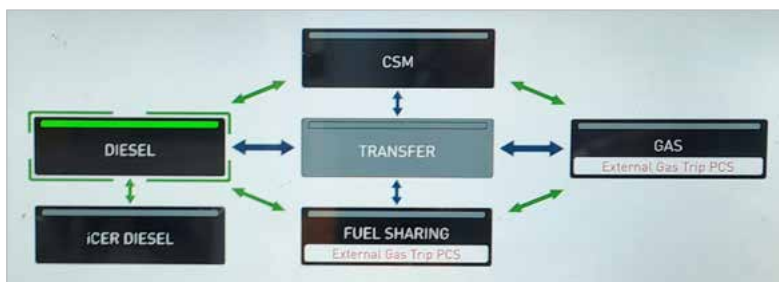 CSM
DIESEL
TRANSFER
GAS
External Gas Trip PCS
iCER DIESEL
FUEL SHARING
External Gas Trip PCS